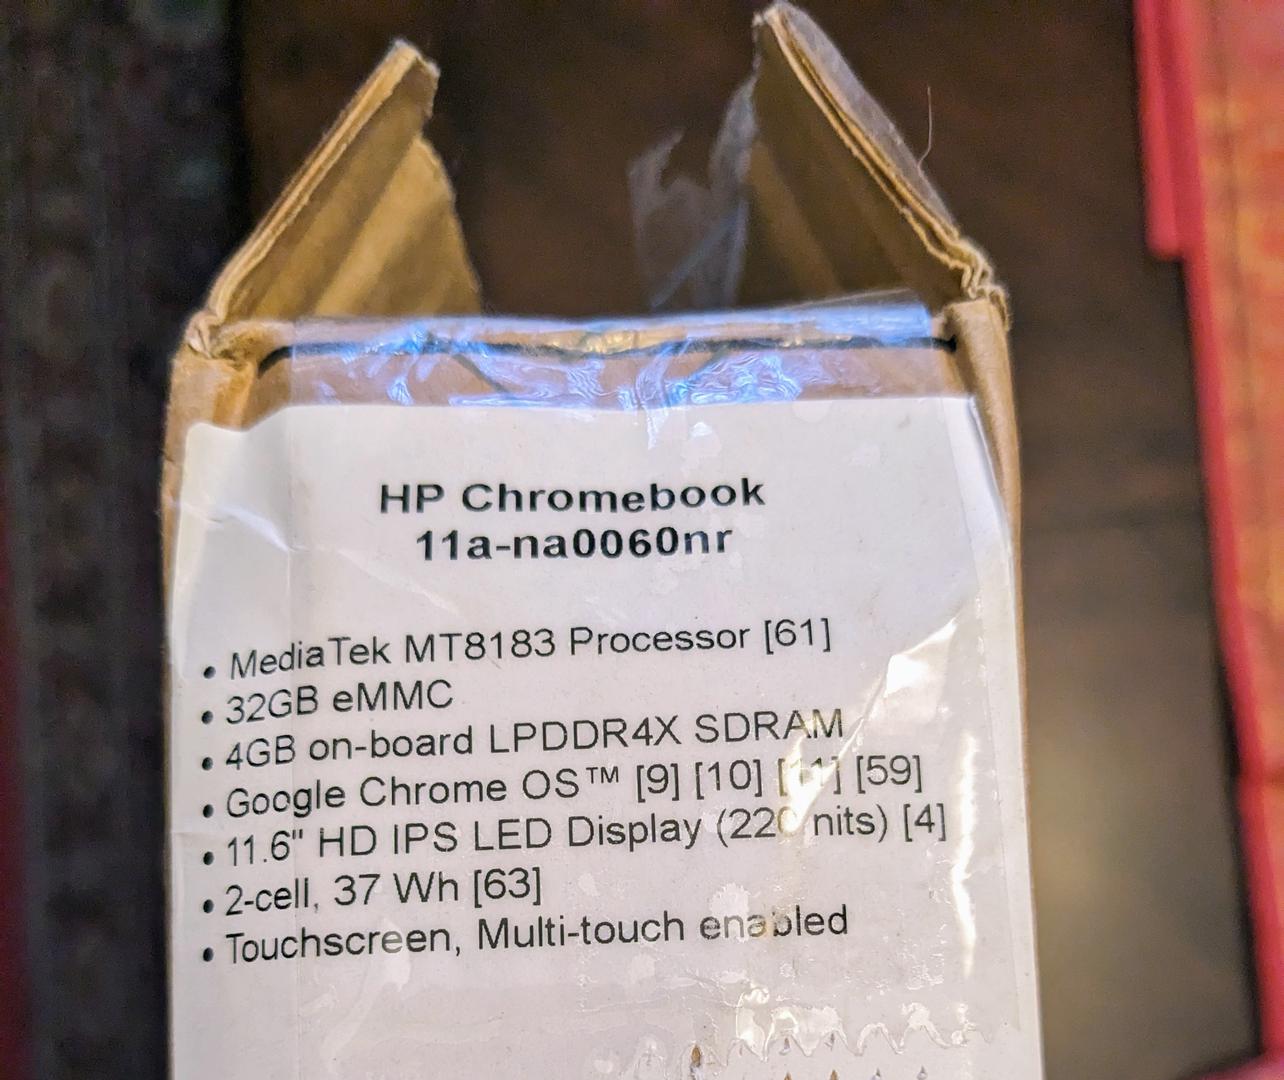 HP Chromebook
11a-na0060nr
• MediaTek MT8183 Processor [61]
• 32GB eMMC
• 4GB on-board LPDDR4X SDRAM
• Google Chrome OS™ [9] [10] [11] [59]
• 11.6" HD IPS LED Display (220 nits) [4]
• 2-cell, 37 Wh [63]
• Touchscreen, Multi-touch enabled